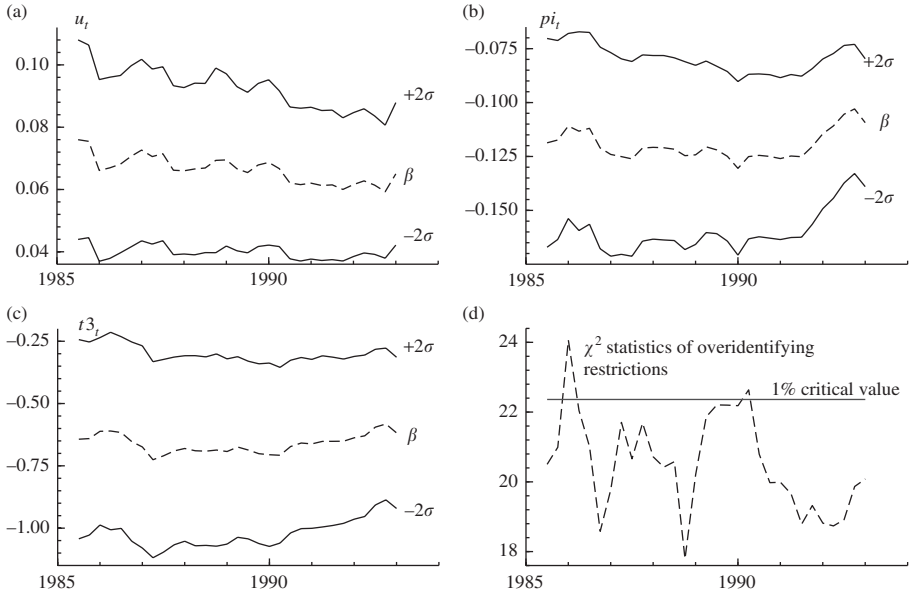 (a)
u_t
0.10
0.08
0.06
0.04
+2σ
β
−2σ
1985
1990
(b)
pi_t
−0.075
−0.100
−0.125
−0.150
+2σ
β
−2σ
1985
1990
(c)
t3_t
−0.25
−0.50
−0.75
−1.00
+2σ
β
−2σ
1985
1990
(d)
24
22
20
18
χ² statistics of overidentifying
restrictions
1% critical value
1985
1990